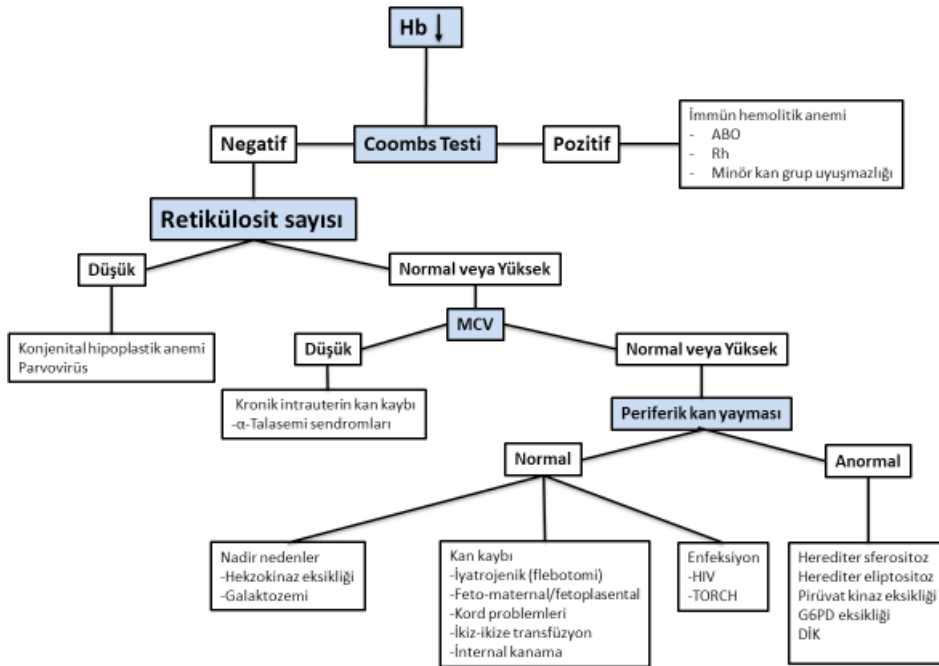 Hb ↓
Negatif
Coombs Testi
Pozitif
İmmün hemolitik anemi
- ABO
- Rh
- Minör kan grup uyuşmazlığı
Retikülosit sayısı
Düşük
Normal veya Yüksek
Konjenital hipoplastik anemi
Parvovirüs
MCV
Düşük
Normal veya Yüksek
Kronik intrauterin kan kaybı
-α-Talasemi sendromları
Periferik kan yayması
Normal
Anormal
Nadir nedenler
-Hekzokinaz eksikliği
-Galaktozemi
Kan kaybı
-İyatrojenik (flebotomi)
-Feto-maternal/fetoplasental
-Kord problemleri
-İkiz-ikize transfüzyon
-İnternal kanama
Enfeksiyon
-HIV
-TORCH
Herediter sferositoz
Herediter eliptositoz
Pirüvat kinaz eksikliği
G6PD eksikliği
DİK